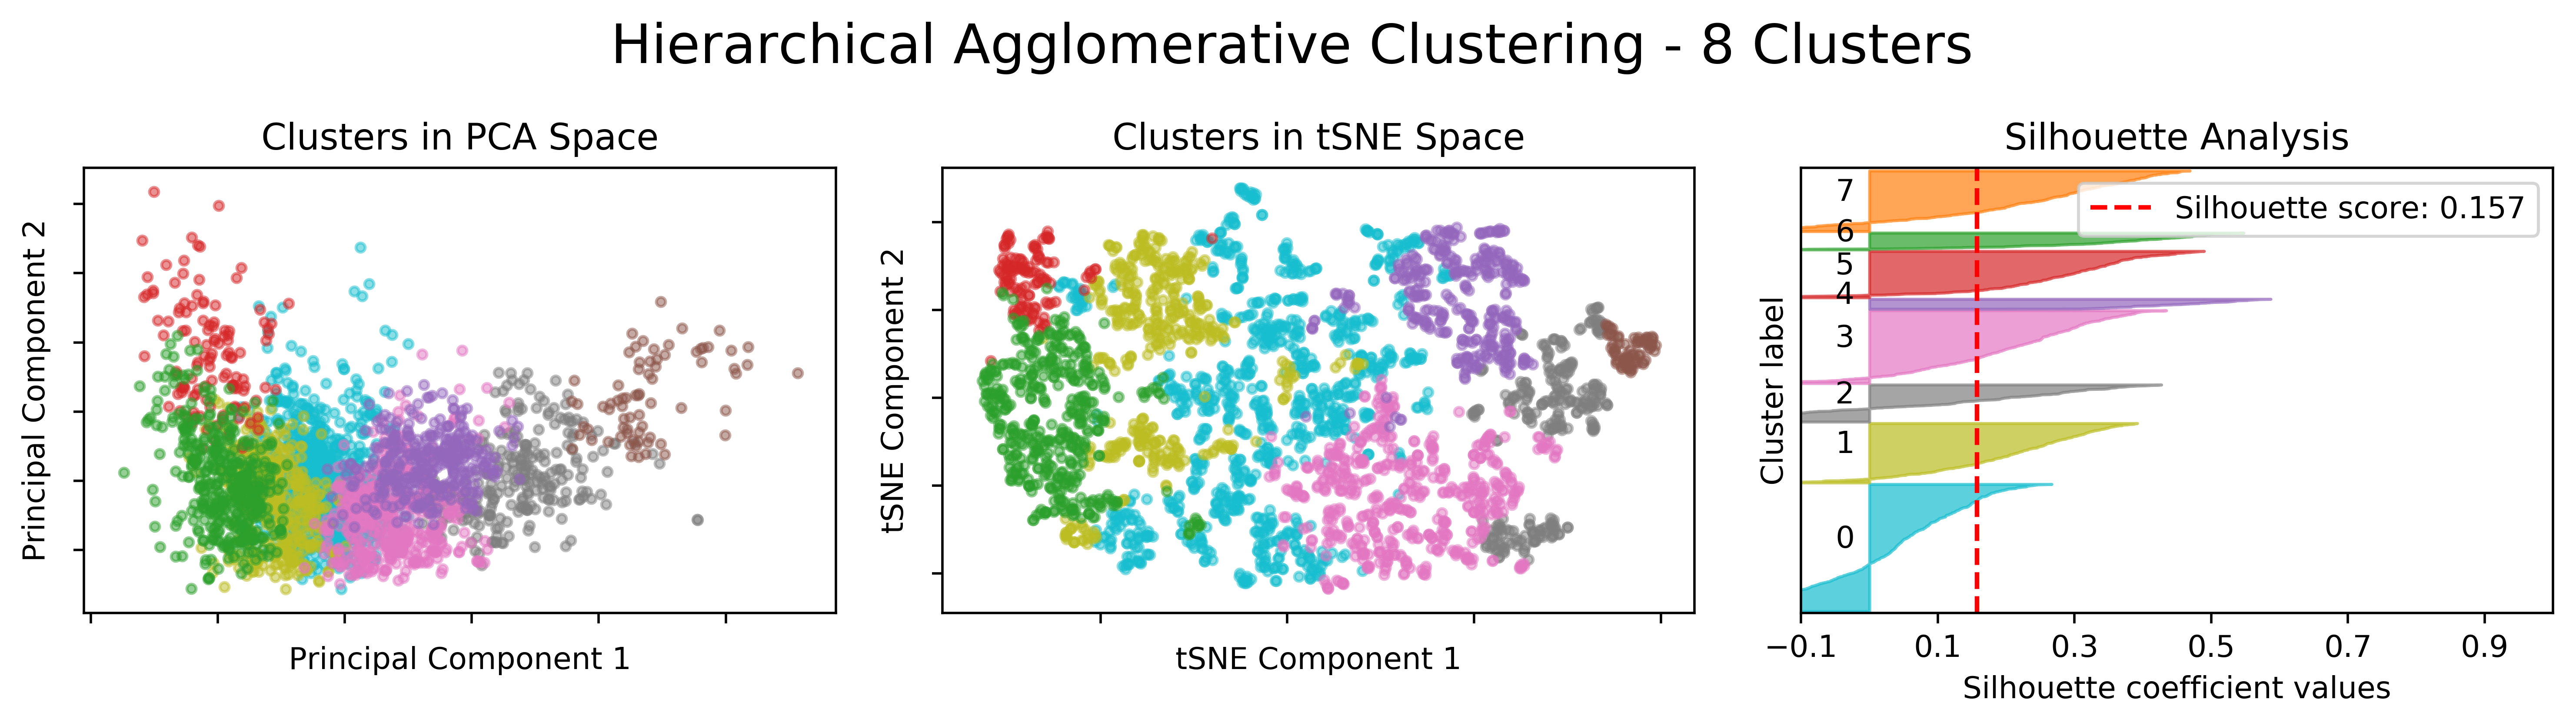 Hierarchical Agglomerative Clustering - 8 Clusters
Clusters in PCA Space
Principal Component 2
Principal Component 1
Clusters in tSNE Space
tSNE Component 2
tSNE Component 1
Silhouette Analysis
Cluster label
7
6
5
4
3
2
1
0
Silhouette score: 0.157
−0.1 0.1 0.3 0.5 0.7 0.9
Silhouette coefficient values